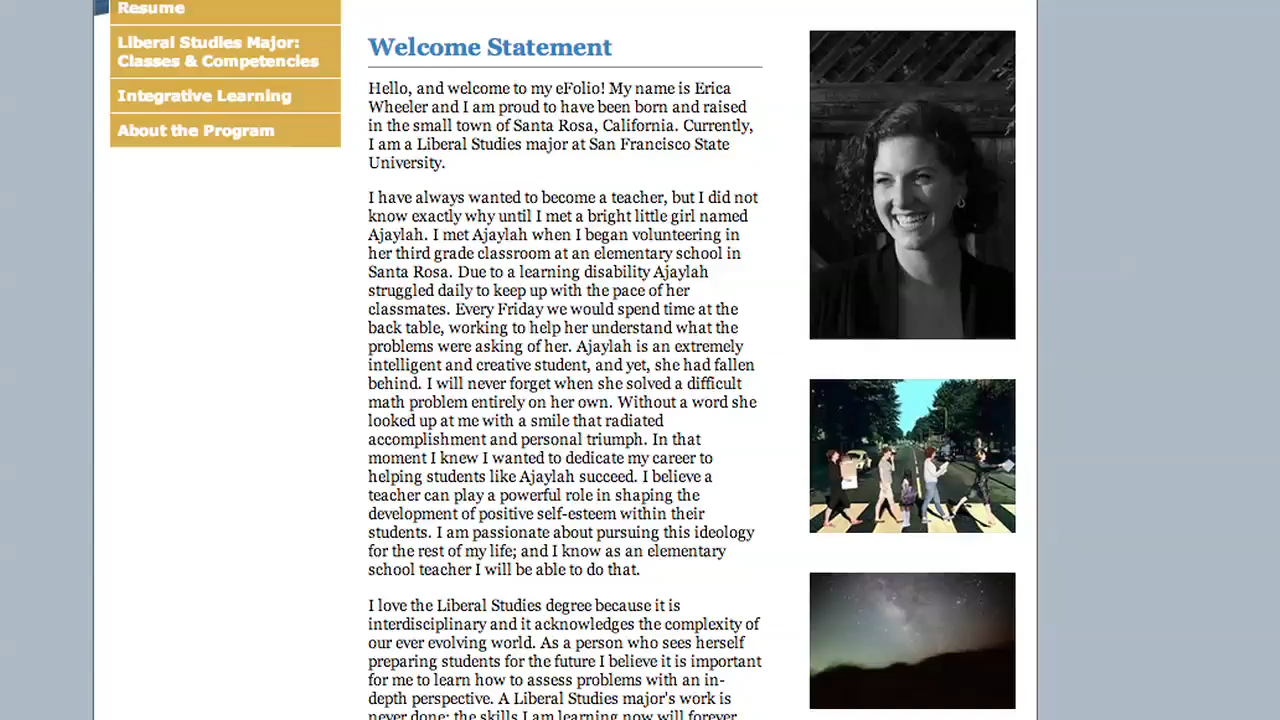 Resume
Liberal Studies Major:
Classes & Competencies
Integrative Learning
About the Program
Welcome Statement
Hello, and welcome to my eFolio! My name is Erica
Wheeler and I am proud to have been born and raised
in the small town of Santa Rosa, California. Currently,
I am a Liberal Studies major at San Francisco State
University.
I have always wanted to become a teacher, but I did not
know exactly why until I met a bright little girl named
Ajaylah. I met Ajaylah when I began volunteering in
her third grade classroom at an elementary school in
Santa Rosa. Due to a learning disability Ajaylah
struggled daily to keep up with the pace of her
classmates. Every Friday we would spend time at the
back table, working to help her understand what the
problems were asking of her. Ajaylah is an extremely
intelligent and creative student, and yet, she had fallen
behind. I will never forget when she solved a difficult
math problem entirely on her own. Without a word she
looked up at me with a smile that radiated
accomplishment and personal triumph. In that
moment I knew I wanted to dedicate my career to
helping students like Ajaylah succeed. I believe a
teacher can play a powerful role in shaping the
development of positive self-esteem within their
students. I am passionate about pursuing this ideology
for the rest of my life; and I know as an elementary
school teacher I will be able to do that.
I love the Liberal Studies degree because it is
interdisciplinary and it acknowledges the complexity of
our ever evolving world. As a person who sees herself
preparing students for the future I believe it is important
for me to learn how to assess problems with an in-
depth perspective. A Liberal Studies major's work is
never done; the skills I am learning now will forever